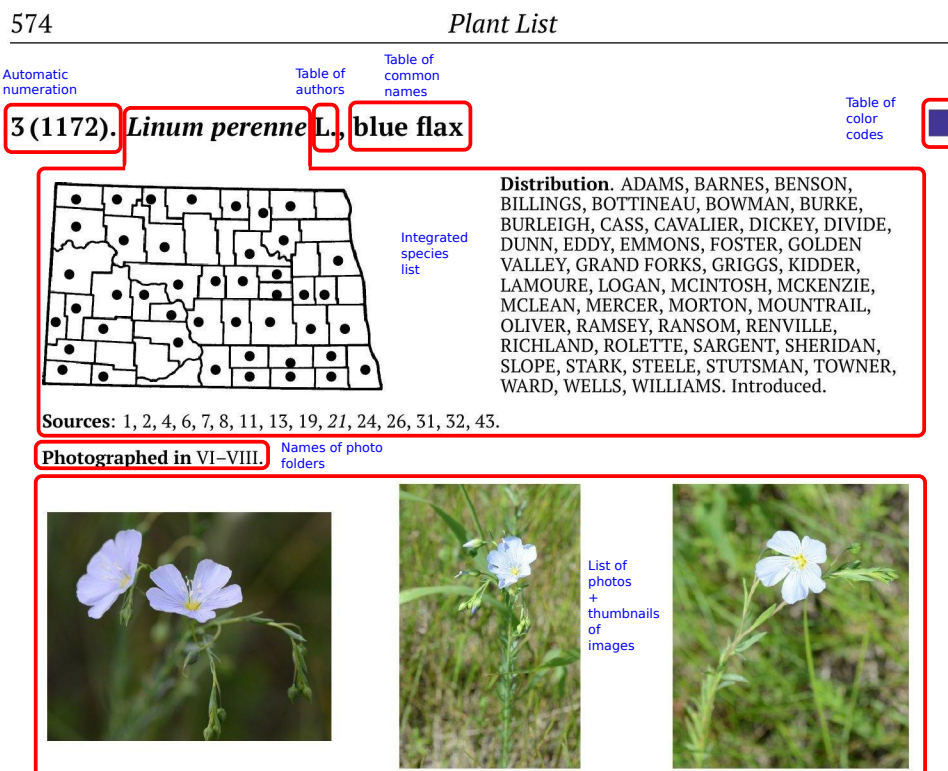 574
Plant List
Automatic
numeration
Table of
authors
Table of
common
names
Table of
color
codes
3 (1172). Linum perenne L., blue flax
Integrated
species
list
Distribution. ADAMS, BARNES, BENSON,
BILLINGS, BOTTINEAU, BOWMAN, BURKE,
BURLEIGH, CASS, CAVALIER, DICKEY, DIVIDE,
DUNN, EDDY, EMMONS, FOSTER, GOLDEN
VALLEY, GRAND FORKS, GRIGGS, KIDDER,
LAMOURE, LOGAN, MCINTOSH, MCKENZIE,
MCLEAN, MERCER, MORTON, MOUNTRAIL,
OLIVER, RAMSEY, RANSOM, RENVILLE,
RICHLAND, ROLETTE, SARGENT, SHERIDAN,
SLOPE, STARK, STEELE, STUTSMAN, TOWNER,
WARD, WELLS, WILLIAMS. Introduced.
Sources: 1, 2, 4, 6, 7, 8, 11, 13, 19, 21, 24, 26, 31, 32, 43.
Photographed in VI–VIII.
Names of photo
folders
List of
photos
+
thumbnails
of
images